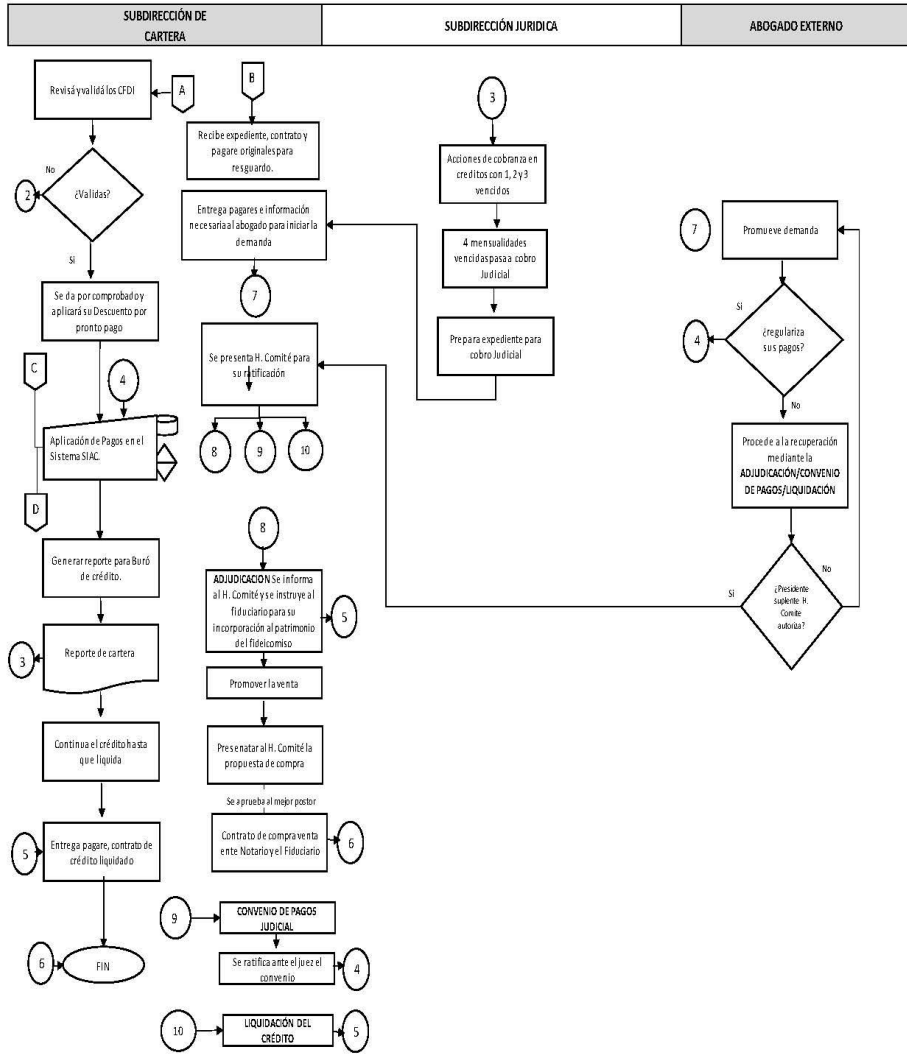 SUBDIRECCIÓN DE
CARTERA
SUBDIRECCIÓN JURIDICA
ABOGADO EXTERNO
Revisá y validá los CFDI
A
No
2
¿Validas?
Si
Se da por comprobado y
aplicará su Descuento por
pronto pago
C
4
Aplicación de Pagos en el
Sistema SIAC.
D
Generar reporte para Buró
de crédito.
3
Reporte de cartera
Continua el crédito hasta
que liquida
5
Entrega pagare, contrato de
crédito liquidado
6
FIN
B
Recibe expediente, contrato y
pagare originales para
resguardo.
Entrega pagares e información
necesaria al abogado para iniciar la
demanda
7
Se presenta H. Comité para
su ratificación
8
9
10
8
ADJUDICACION Se informa
al H. Comité y se instruye al
fiduciario para su
incorporación al patrimonio
del fideicomiso
5
Promover la venta
Presenatar al H. Comité la
propuesta de compra
Se aprueba al mejor postor
Contrato de compra venta
ente Notario y el Fiduciario
6
9
CONVENIO DE PAGOS
JUDICIAL
Se ratifica ante el juez el
convenio
4
10
LIQUIDACIÓN DEL
CRÉDITO
5
3
Acciones de cobranza en
creditos con 1, 2 y 3
vencidos
4 mensualidades
vencidas pasa a cobro
Judicial
Prepara expediente para
cobro Judicial
7
Promueve demanda
Si
4
¿regulariza
sus pagos?
No
Procede a la recuperación
mediante la
ADJUDICACIÓN/CONVENIO
DE PAGOS/LIQUIDACIÓN
Si
No
¿Presidente
suplente H.
Comite
autoriza?